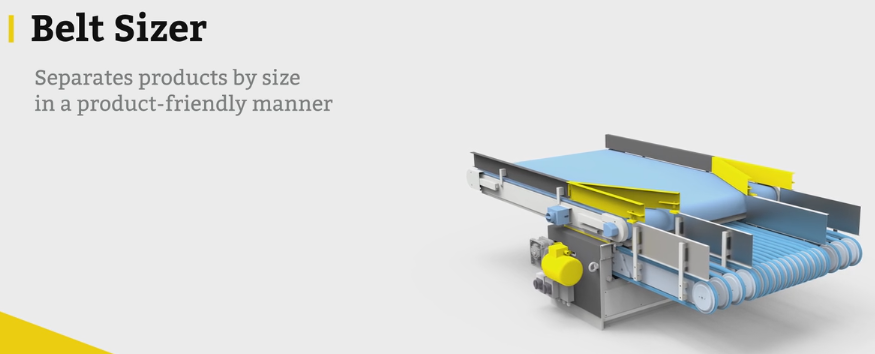 Belt Sizer
Separates products by size
in a product-friendly manner